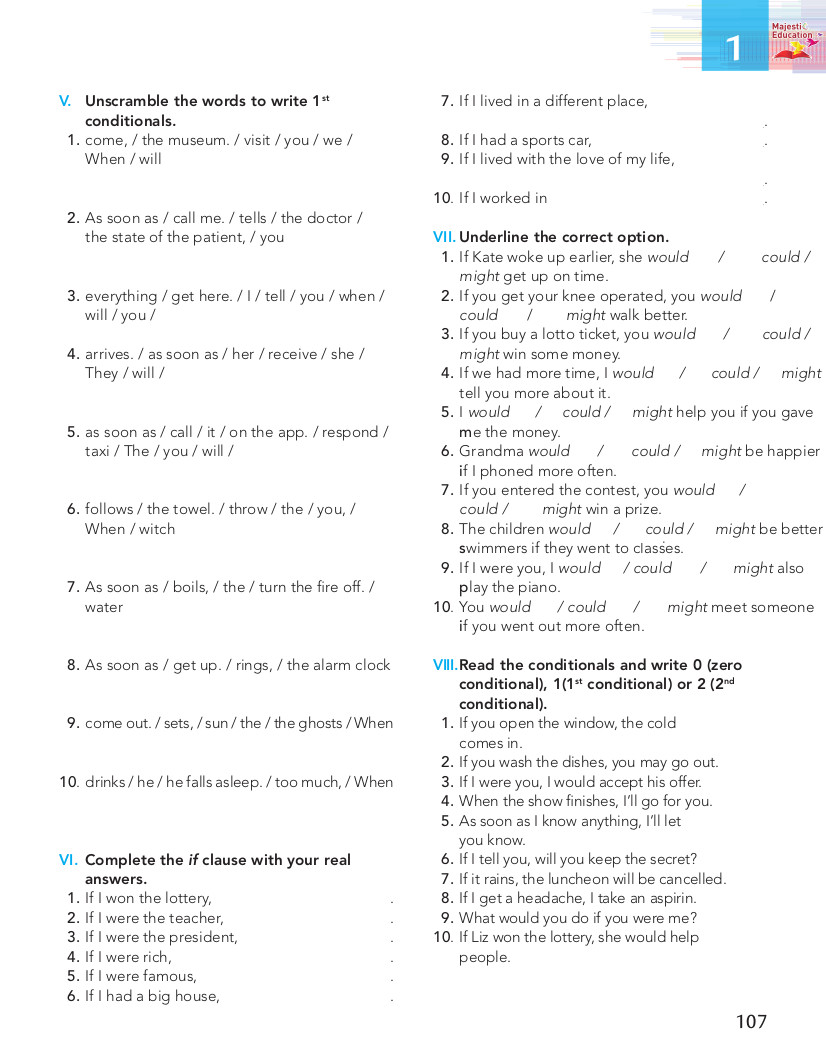 Majesti
Education
1
V. Unscramble the words to write 1st
conditionals.
1. come, / the museum. / visit / you / we /
When / will
2. As soon as / call me. / tells / the doctor /
the state of the patient, / you
3. everything / get here. / I / tell / you / when /
will / you /
4. arrives. / as soon as / her / receive / she /
They / will /
5. as soon as / call / it / on the app. / respond /
taxi / The / you / will /
6. follows / the towel. / throw / the / you, /
When / witch
7. As soon as / boils, / the / turn the fire off. /
water
8. As soon as / get up. / rings, / the alarm clock
9. come out. / sets, / sun / the / the ghosts / When
10. drinks / he / he falls asleep. / too much, / When
VI. Complete the if clause with your real
answers.
1. If I won the lottery, .
2. If I were the teacher, .
3. If I were the president, .
4. If I were rich, .
5. If I were famous, .
6. If I had a big house, .
7. If I lived in a different place,
.
8. If I had a sports car, .
9. If I lived with the love of my life,
.
10. If I worked in .
VII. Underline the correct option.
1. If Kate woke up earlier, she would / could /
might get up on time.
2. If you get your knee operated, you would /
could / might walk better.
3. If you buy a lotto ticket, you would / could /
might win some money.
4. If we had more time, I would / could / might
tell you more about it.
5. I would / could / might help you if you gave
me the money.
6. Grandma would / could / might be happier
if I phoned more often.
7. If you entered the contest, you would /
could / might win a prize.
8. The children would / could / might be better
swimmers if they went to classes.
9. If I were you, I would / could / might also
play the piano.
10. You would / could / might meet someone
if you went out more often.
VIII. Read the conditionals and write 0 (zero
conditional), 1(1st conditional) or 2 (2nd
conditional).
1. If you open the window, the cold
comes in.
2. If you wash the dishes, you may go out.
3. If I were you, I would accept his offer.
4. When the show finishes, I'll go for you.
5. As soon as I know anything, I'll let
you know.
6. If I tell you, will you keep the secret?
7. If it rains, the luncheon will be cancelled.
8. If I get a headache, I take an aspirin.
9. What would you do if you were me?
10. If Liz won the lottery, she would help
people.
107